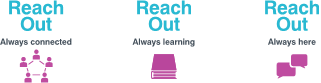 Reach
Out
Always connected
Reach
Out
Always learning
Reach
Out
Always here